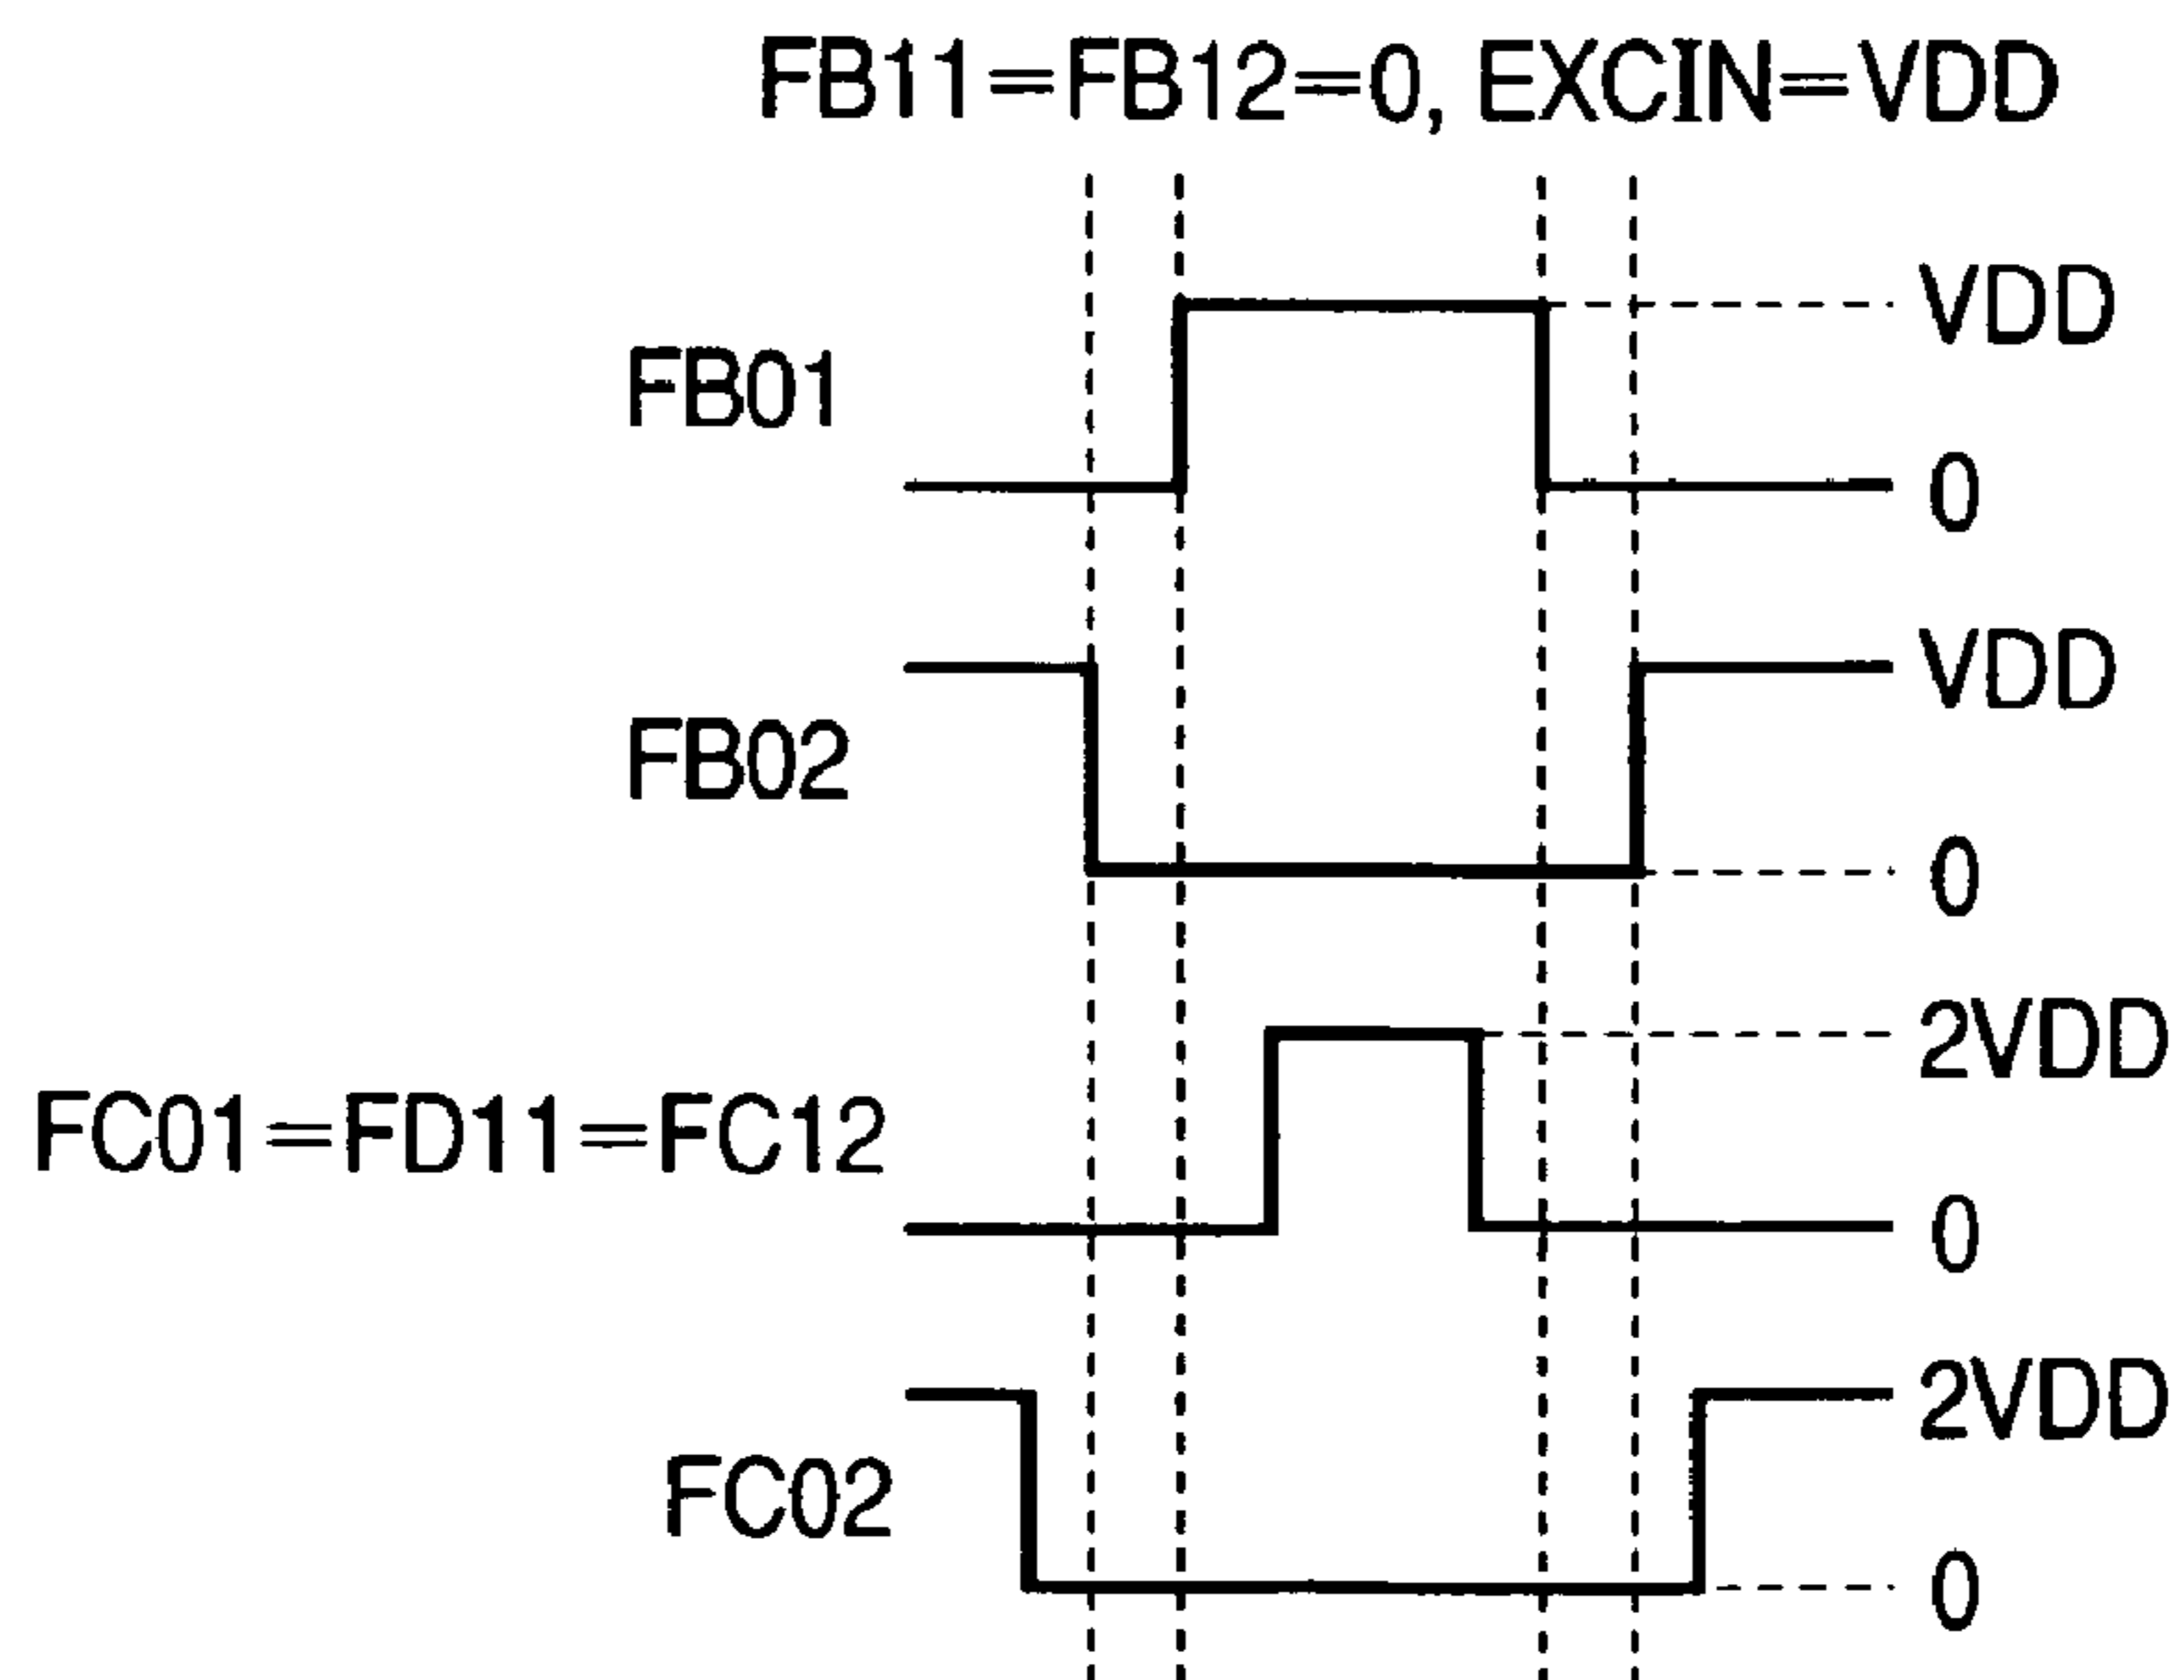 FB11=FB12=0, EXCIN=VDD
VDD
FB01
0
VDD
FB02
0
2VDD
FC01=FD11=FC12
0
2VDD
FC02
0